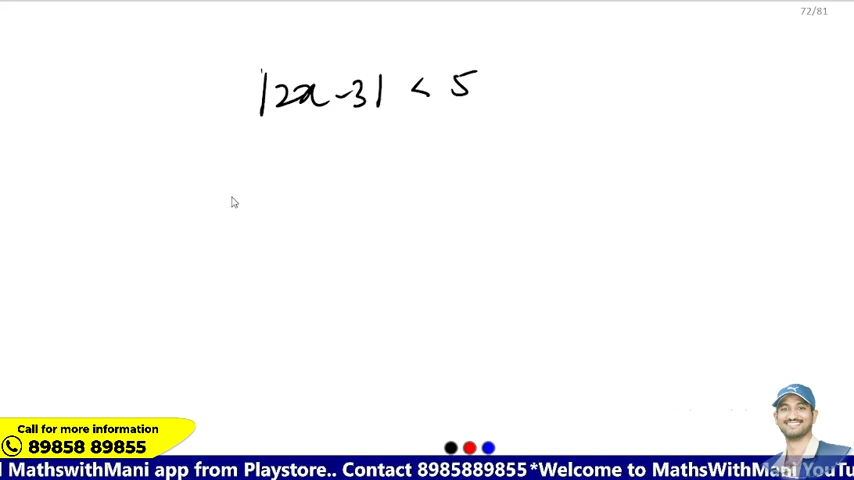 72/81
|2x-3| < 5
Call for more information
89858 89855
MathswithMani app from Playstore.. Contact 8985889855*Welcome to MathsWithMani YouTu